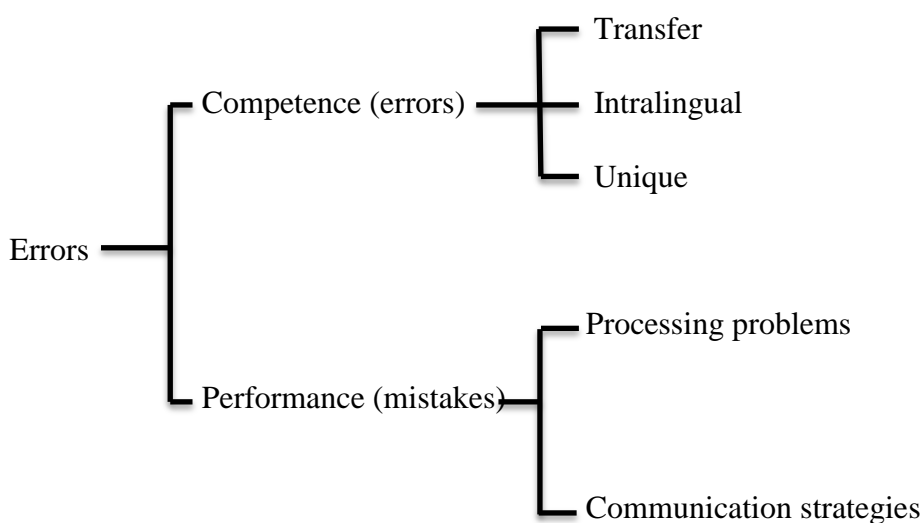 Transfer
Competence (errors)
Intralingual
Unique
Errors
Processing problems
Performance (mistakes)
Communication strategies